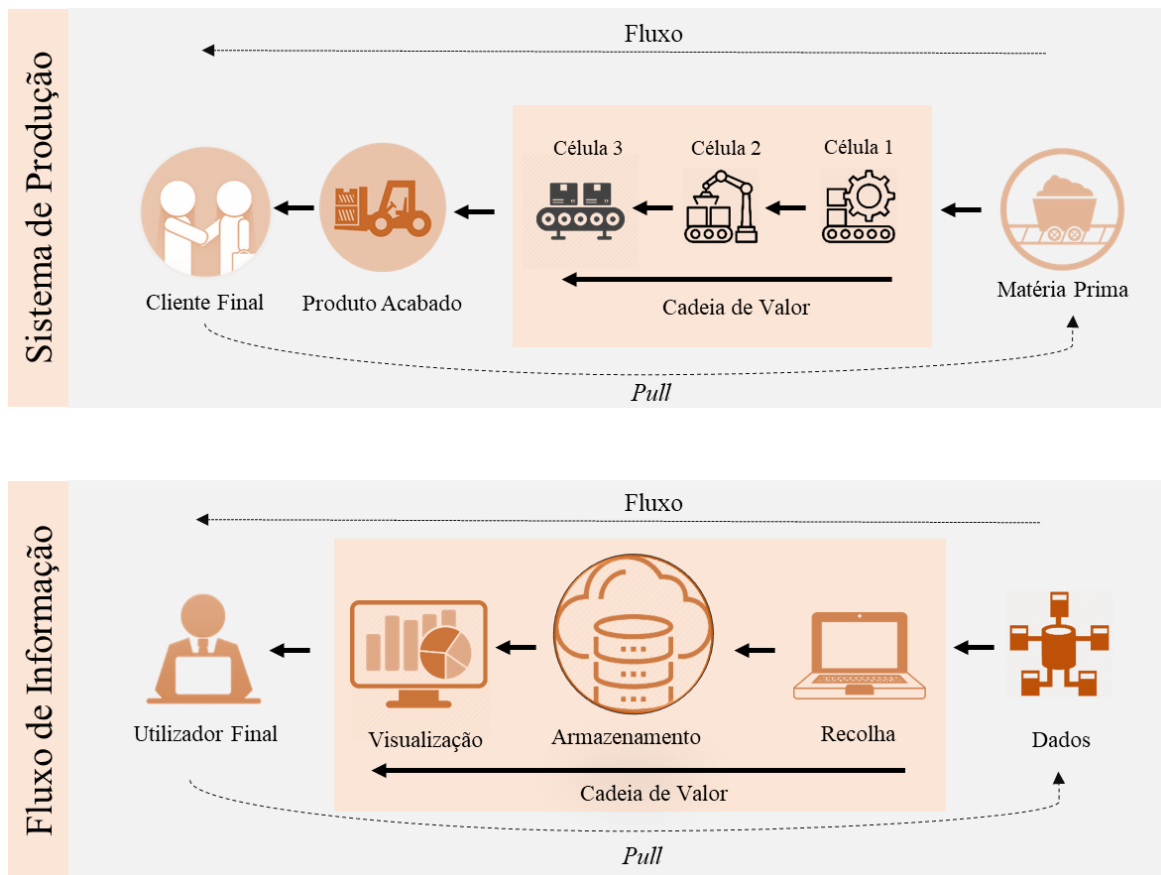 Sistema de Produção
Fluxo
Célula 3
Célula 2
Célula 1
Cliente Final
Produto Acabado
Cadeia de Valor
Matéria Prima
Pull
Fluxo de Informação
Fluxo
Utilizador Final
Visualização
Armazenamento
Recolha
Dados
Cadeia de Valor
Pull